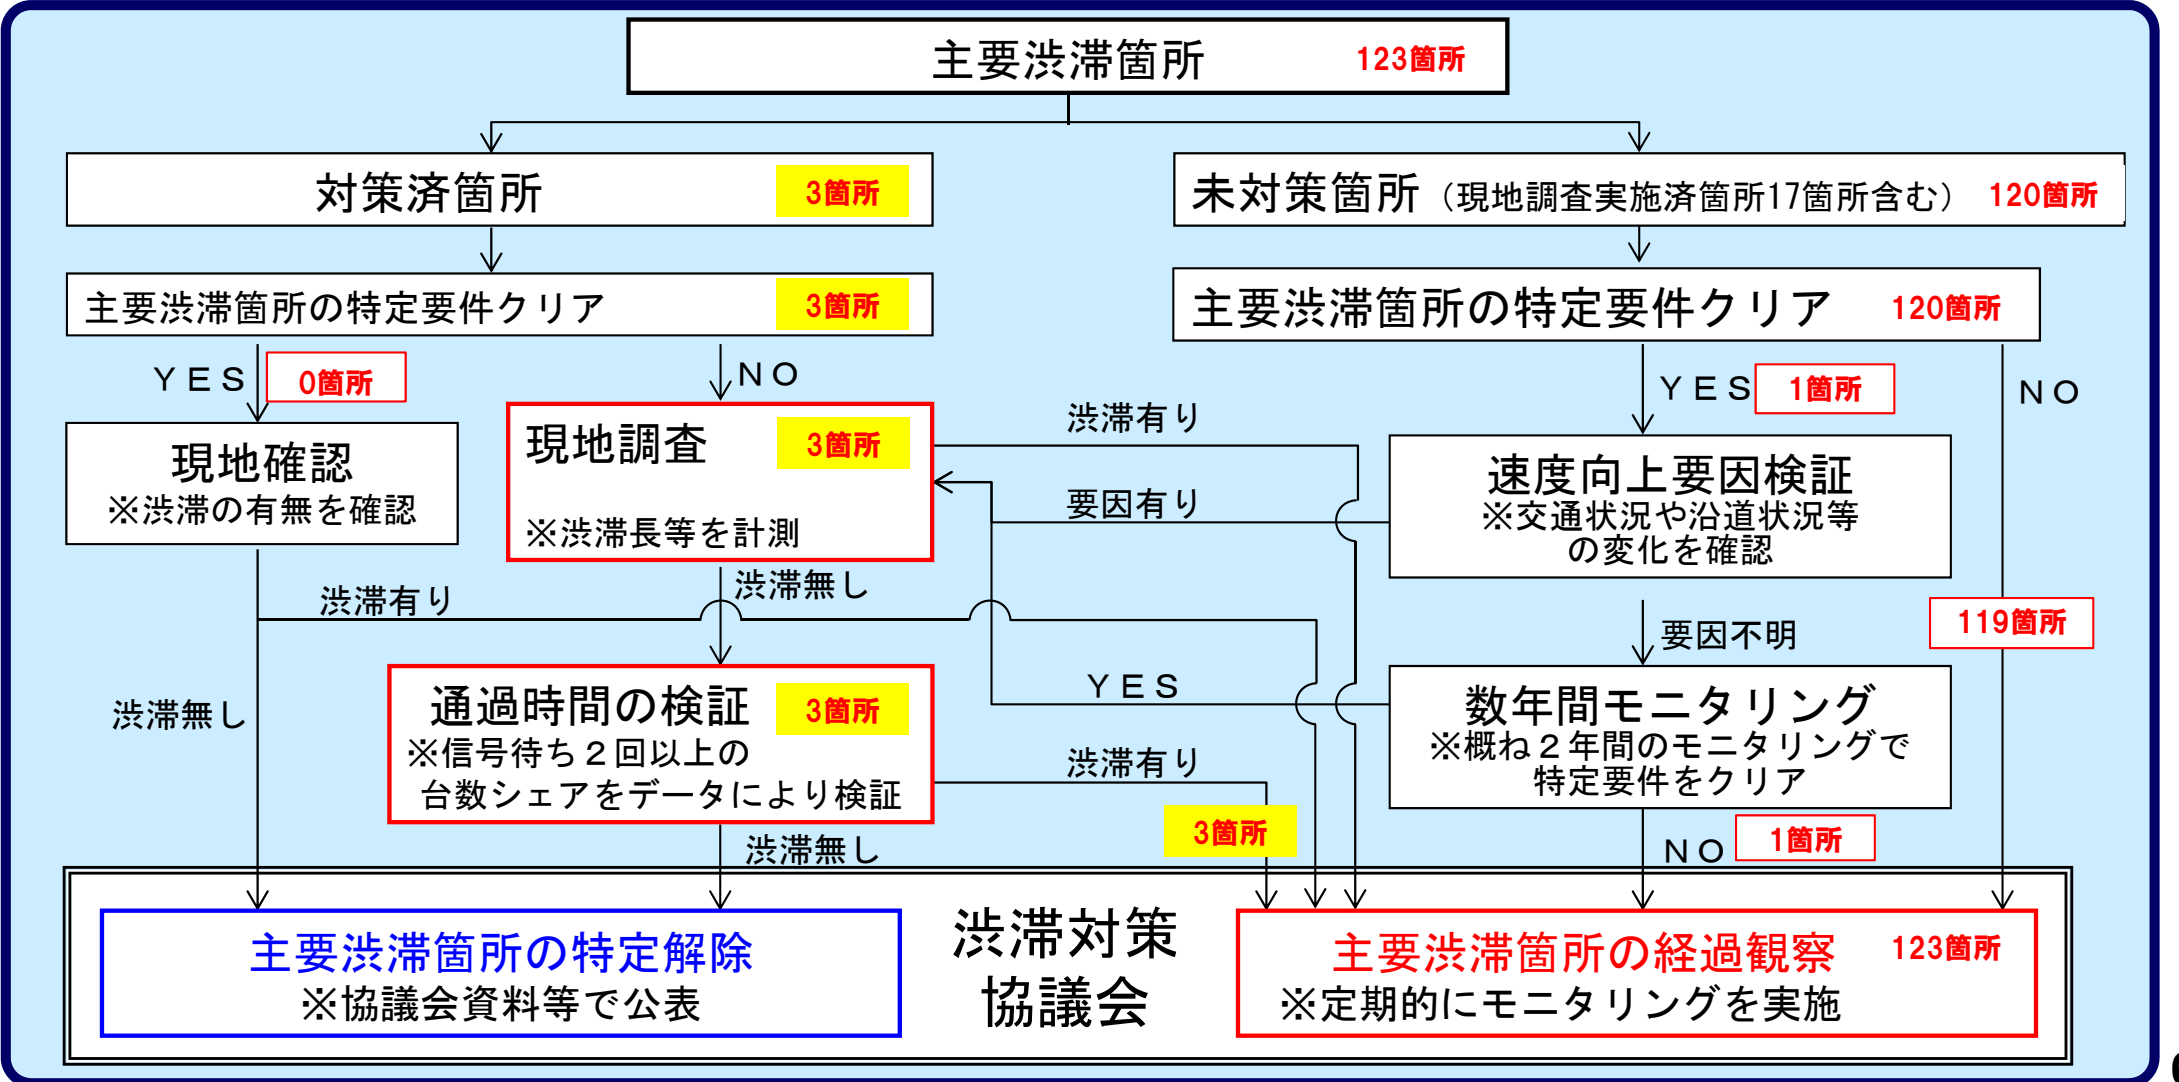 主要渋滞箇所 123箇所
対策済箇所 3箇所
未対策箇所（現地調査実施済箇所17箇所含む） 120箇所
主要渋滞箇所の特定要件クリア 3箇所
主要渋滞箇所の特定要件クリア 120箇所
ＹＥＳ 0箇所
ＮＯ
ＹＥＳ 1箇所
ＮＯ
現地確認
※渋滞の有無を確認
現地調査 3箇所
※渋滞長等を計測
渋滞有り
要因有り
速度向上要因検証
※交通状況や沿道状況等
の変化を確認
渋滞有り
渋滞無し
要因不明
119箇所
渋滞無し
通過時間の検証 3箇所
※信号待ち２回以上の
台数シェアをデータにより検証
ＹＥＳ
渋滞有り
3箇所
数年間モニタリング
※概ね２年間のモニタリングで
特定要件をクリア
渋滞無し
ＮＯ 1箇所
主要渋滞箇所の特定解除
※協議会資料等で公表
渋滞対策
協議会
主要渋滞箇所の経過観察 123箇所
※定期的にモニタリングを実施